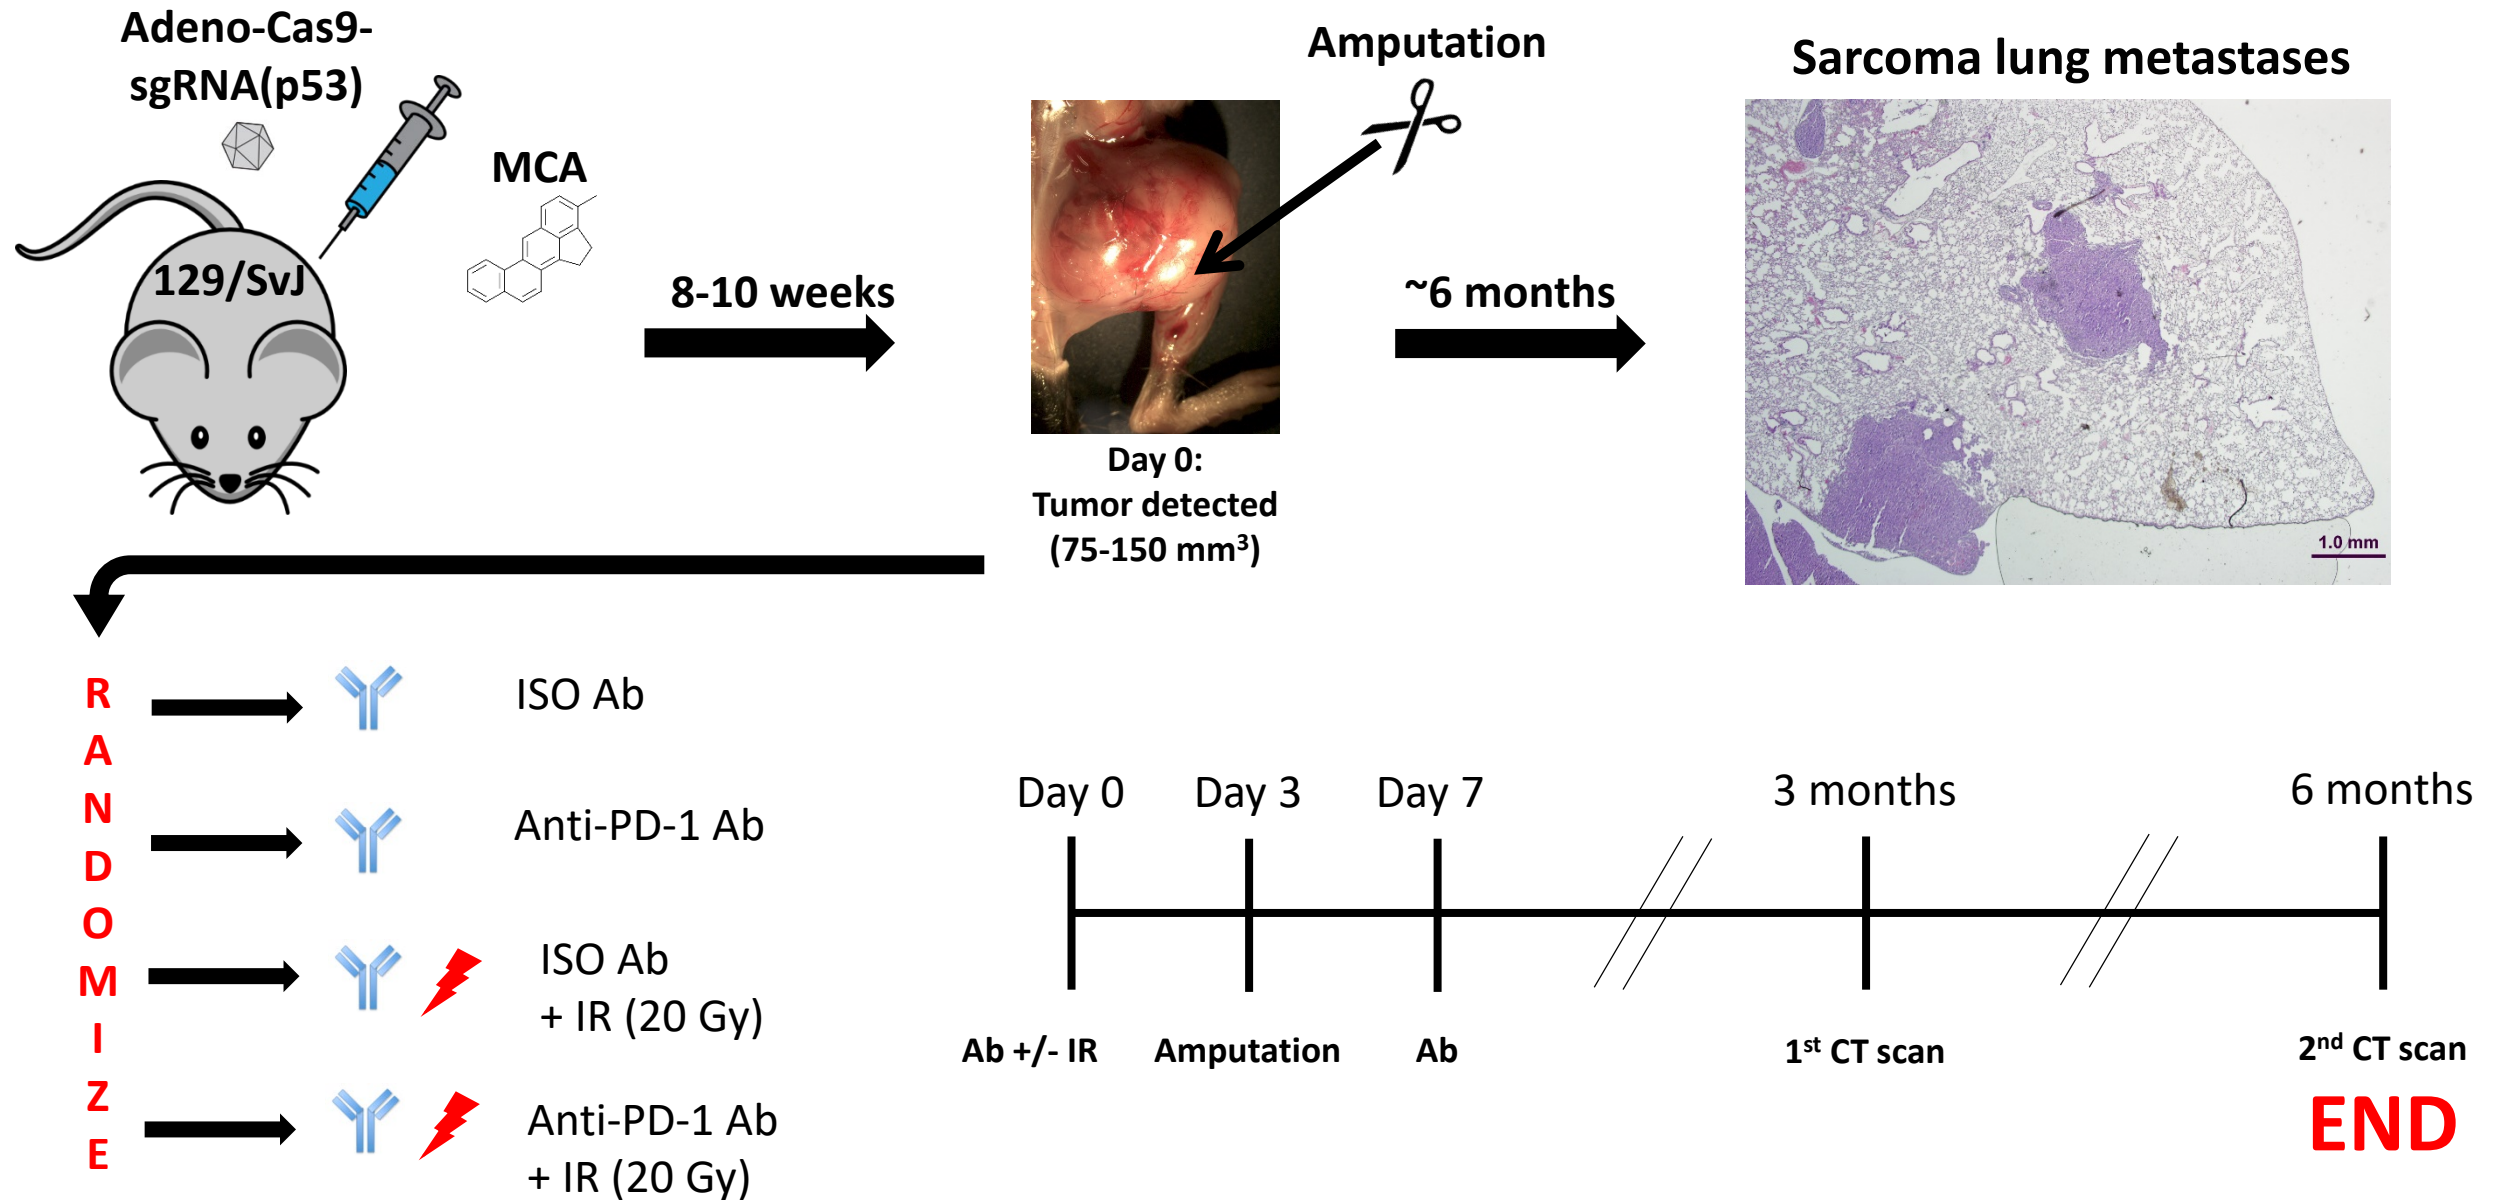 Adeno-Cas9-
sgRNA(p53)
129/SvJ
MCA
8-10 weeks
Amputation
Day 0:
Tumor detected
(75-150 mm³)
~6 months
Sarcoma lung metastases
1.0 mm
R
A
N
D
O
M
I
Z
E
ISO Ab
Anti-PD-1 Ab
ISO Ab
+ IR (20 Gy)
Anti-PD-1 Ab
+ IR (20 Gy)
Day 0 Day 3 Day 7 3 months 6 months
Ab +/- IR Amputation Ab 1st CT scan 2nd CT scan
END